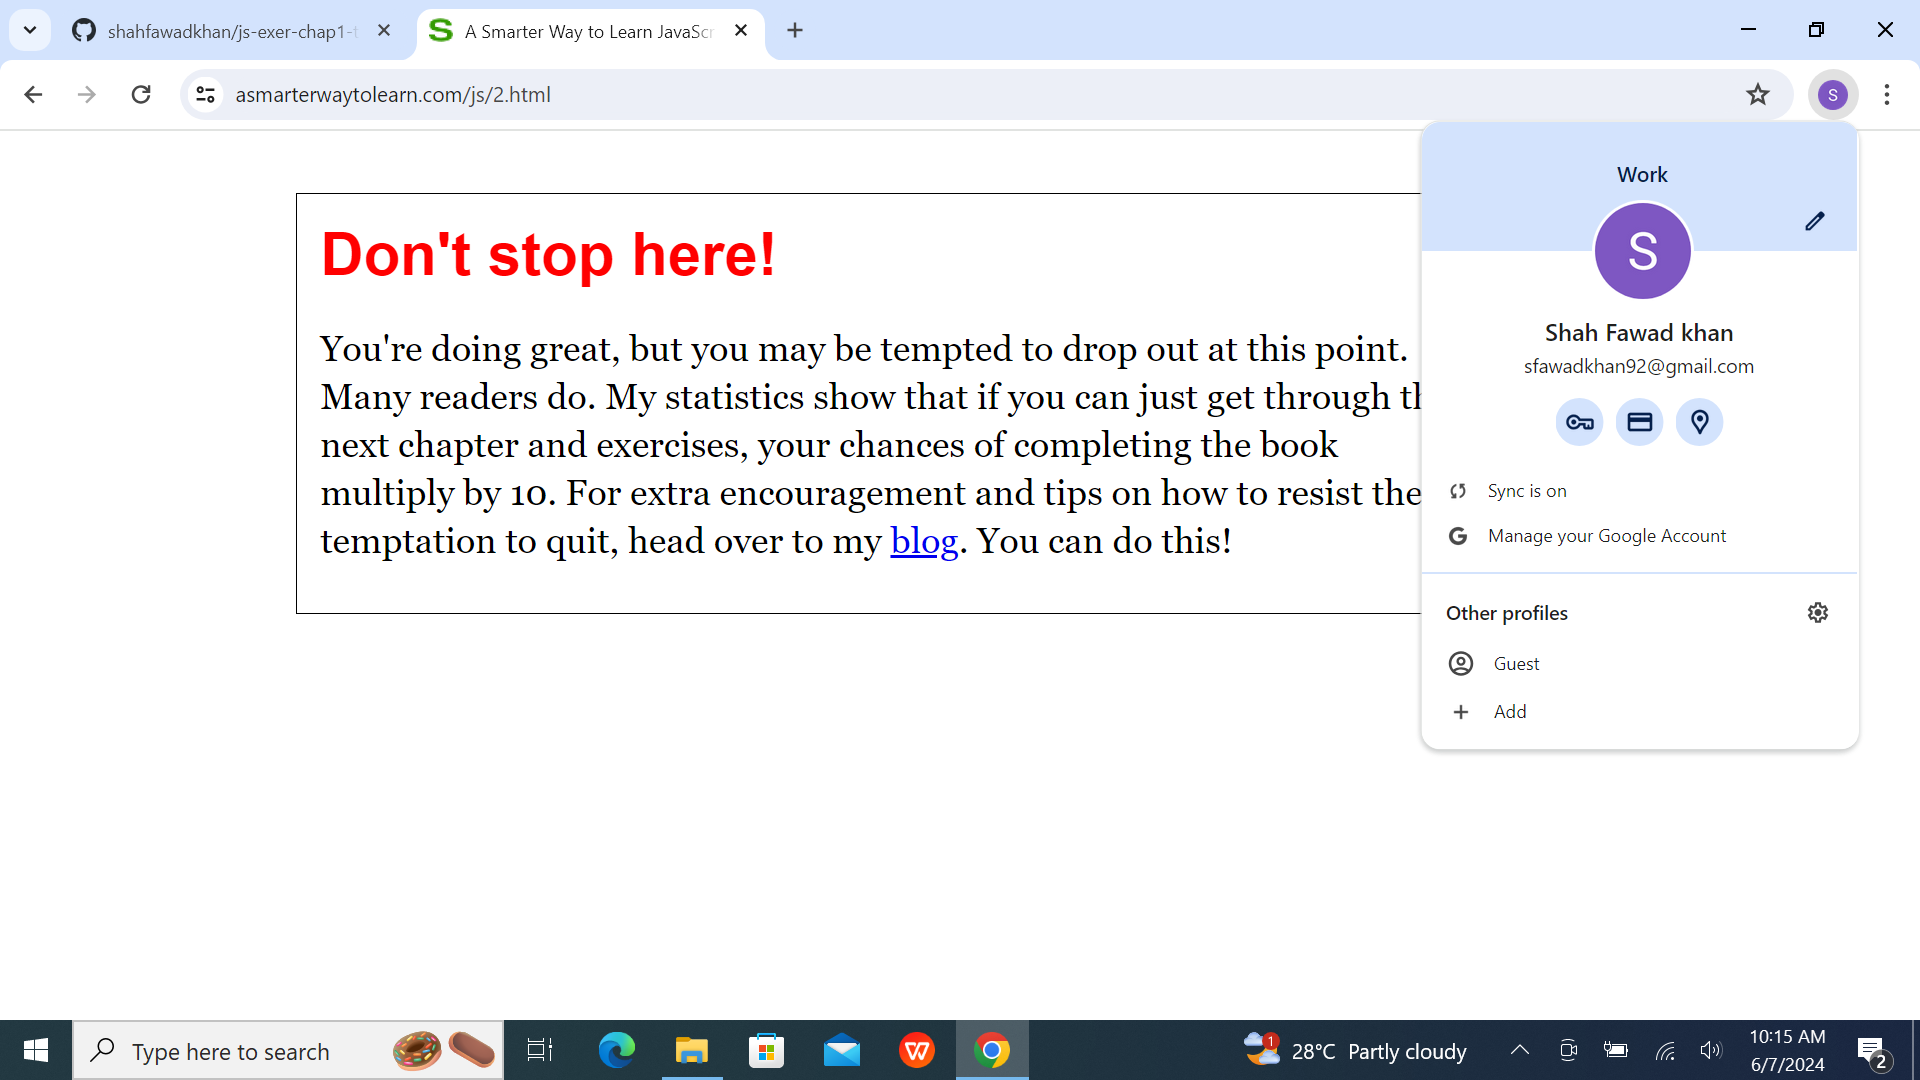 shahfawadkhan/js-exer-chap1-t
A Smarter Way to Learn JavaScr
asmarterwaytolearn.com/js/2.html
S
Don't stop here!
You're doing great, but you may be tempted to drop out at this point.
Many readers do. My statistics show that if you can just get through th
next chapter and exercises, your chances of completing the book
multiply by 10. For extra encouragement and tips on how to resist the
temptation to quit, head over to my blog. You can do this!
Work
S
Shah Fawad khan
sfawadkhan92@gmail.com
Sync is on
G Manage your Google Account
Other profiles
Guest
+ Add
Type here to search
W
1
28°C Partly cloudy
10:15 AM
6/7/2024
2